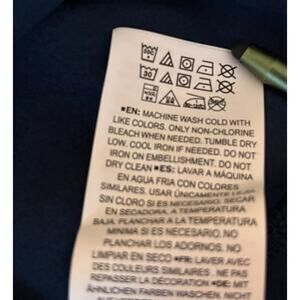 30
■EN: MACHINE WASH COLD WITH
LIKE COLORS. ONLY NON-CHLORINE
BLEACH WHEN NEEDED. TUMBLE DRY
LOW. COOL IRON IF NEEDED. DO NOT
IRON ON EMBELLISHMENT. DO NOT
DRY CLEAN ■ES: LAVAR A MÁQUINA
EN AGUA FRIA CON COLORES
SIMILARES. USAR ÚNICAMENTE LEJIA
SIN CLORO SI ES NECESARIO. SECAR
EN SECADORA, A TEMPERATURA
BAJA. PLANCHAR A LA TEMPERATURA
MINIMA SI ES NECESARIO. NO
PLANCHAR LOS ADORNOS. NO
LIMPIAR EN SECO ■FR: LAVER AVEC
DES COULEURS SIMILAIRES. NE PAS
REPASSER LA DÉCORATION ■DE: MIT
ÄHNLICHEN FARBEN WASCHEN. NICHT